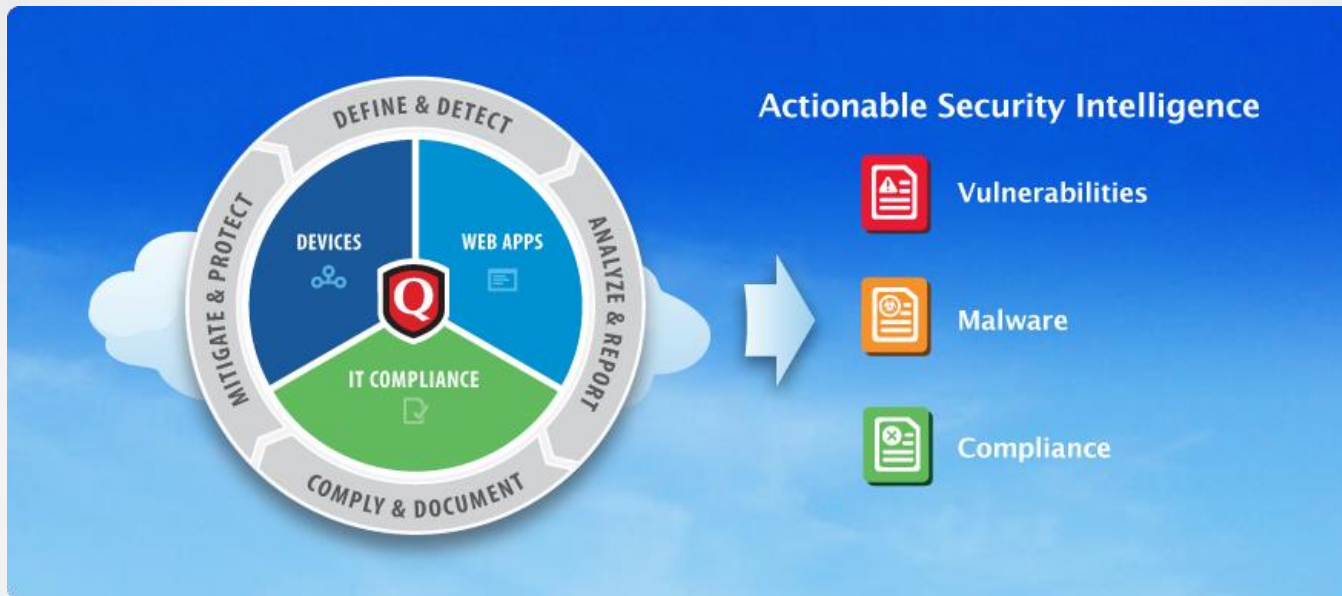 DEFINE & DETECT
ANALYZE & REPORT
COMPLY & DOCUMENT
MITIGATE & PROTECT
DEVICES
WEB APPS
Q
IT COMPLIANCE
Actionable Security Intelligence
Vulnerabilities
Malware
Compliance